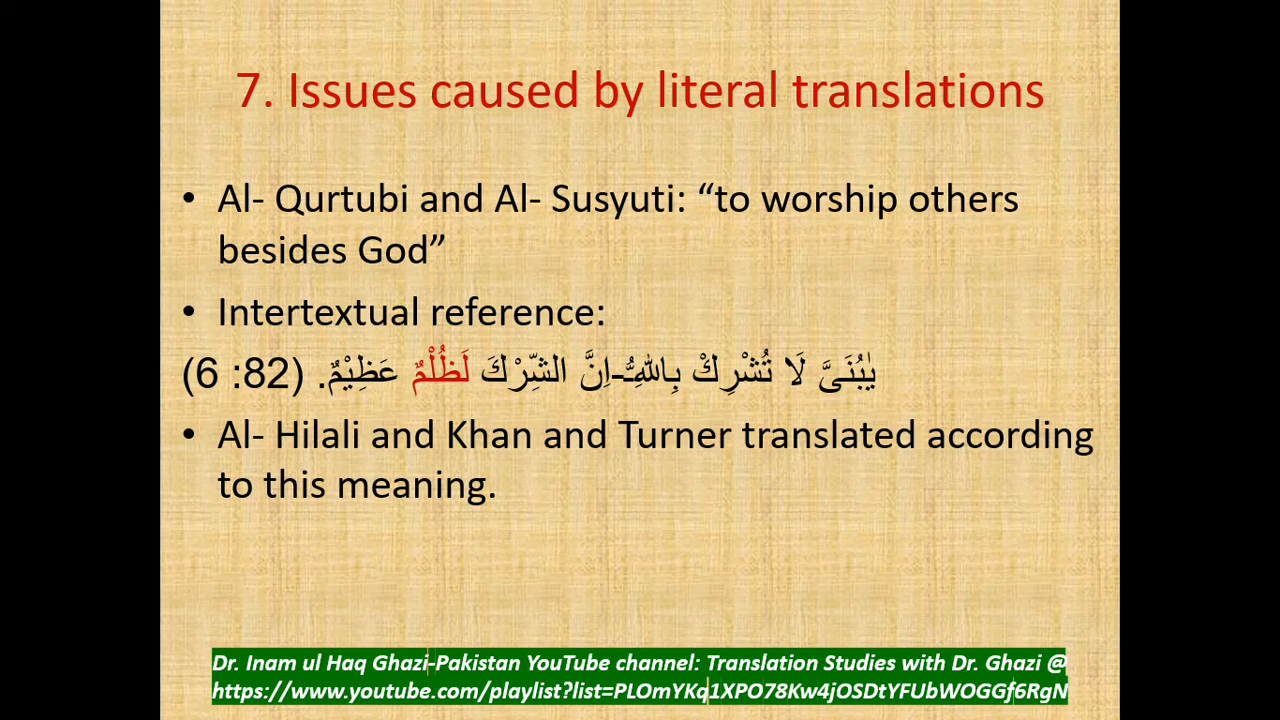 7. Issues caused by literal translations
• Al- Qurtubi and Al- Susyuti: “to worship others
besides God”
• Intertextual reference:
يٰبُنَىَّ لَا تُشْرِكْ بِاللّٰهِؕ-اِنَّ الشِّرْكَ لَظُلْمٌ عَظِيْمٌ. (82: 6)
• Al- Hilali and Khan and Turner translated according
to this meaning.
Dr. Inam ul Haq Ghazi-Pakistan YouTube channel: Translation Studies with Dr. Ghazi @
https://www.youtube.com/playlist?list=PLOmYKq1XPO78Kw4jOSDtYFUbWOGGf6RgN